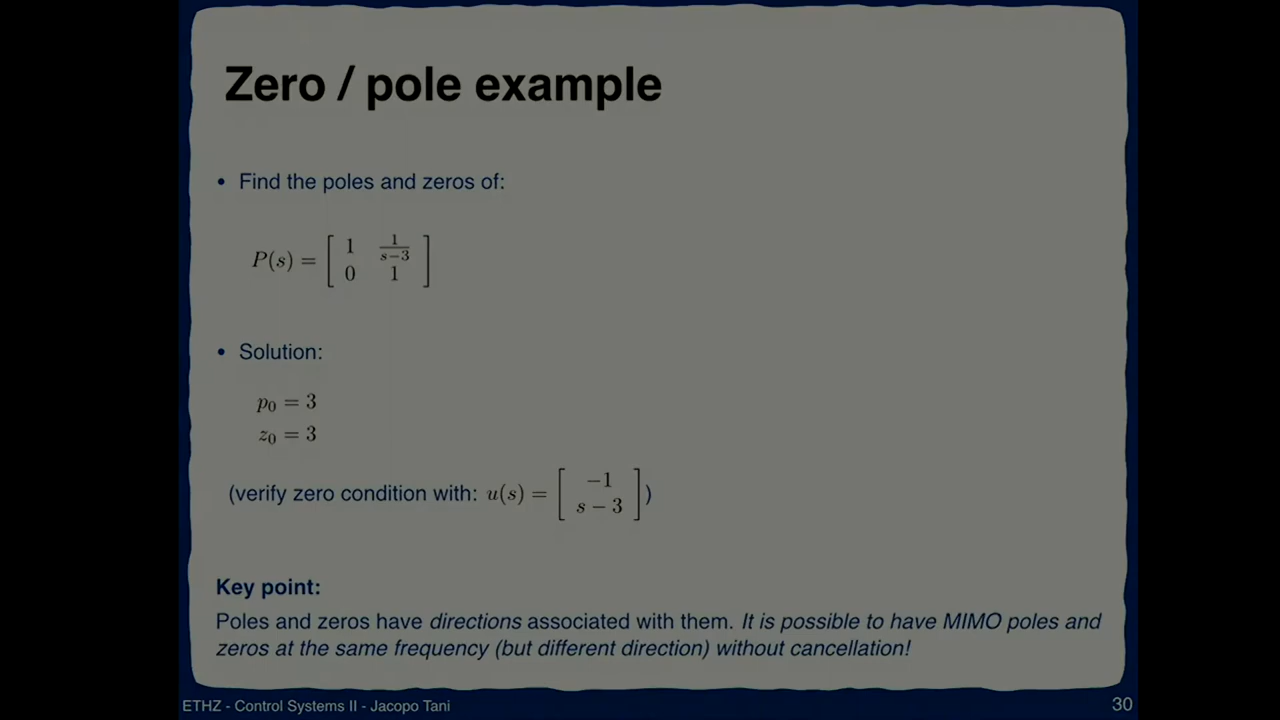 Zero / pole example
• Find the poles and zeros of:
P(s) = [ 1 1/(s−3) ; 0 1 ]
• Solution:
p₀ = 3
z₀ = 3
(verify zero condition with: u(s) = [ −1 ; s − 3 ])
Key point:
Poles and zeros have directions associated with them. It is possible to have MIMO poles and
zeros at the same frequency (but different direction) without cancellation!
ETHZ - Control Systems II - Jacopo Tani
30